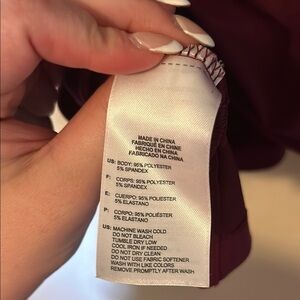 MADE IN CHINA
FABRIQUÉ EN CHINE
HECHO EN CHINA
FABRICADO NA CHINA
US: BODY: 95% POLYESTER
5% SPANDEX
F: CORPS: 95% POLYESTER
5% SPANDEX
E: CUERPO: 95% POLIÉSTER
5% ELASTANO
P: CORPO: 95% POLIÉSTER
5% ELASTANO
US: MACHINE WASH COLD
DO NOT BLEACH
TUMBLE DRY LOW
COOL IRON IF NEEDED
DO NOT DRY CLEAN
DO NOT USE FABRIC SOFTENER
WASH WITH LIKE COLORS
REMOVE PROMPTLY AFTER WASH